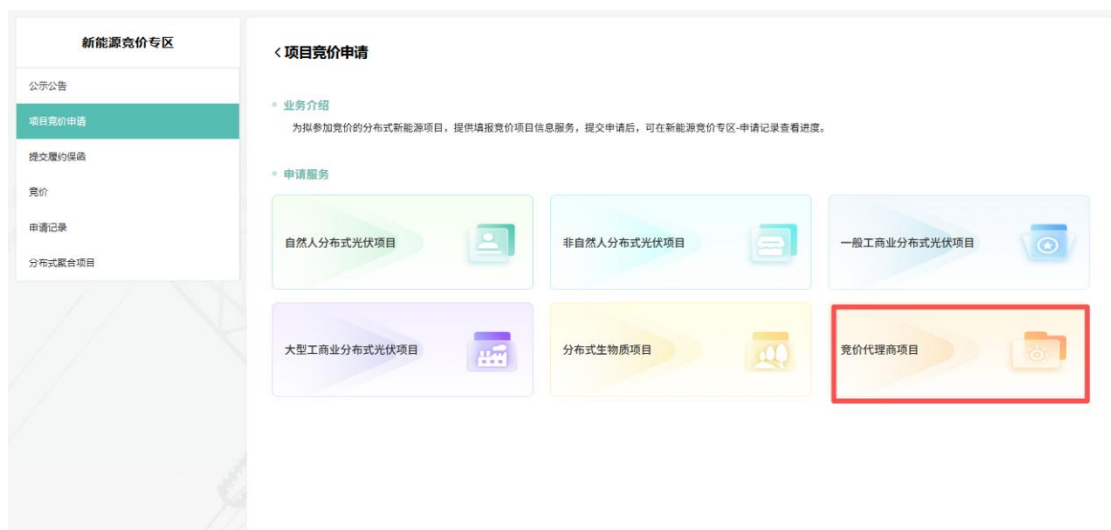 新能源竞价专区
公示公告
项目竞价申请
提交履约保函
竞价
申请记录
分布式聚合项目
<项目竞价申请
业务介绍
为拟参加竞价的分布式新能源项目，提供填报竞价项目信息服务，提交申请后，可在新能源竞价专区-申请记录查看进度。
申请服务
自然人分布式光伏项目
非自然人分布式光伏项目
一般工商业分布式光伏项目
大型工商业分布式光伏项目
分布式生物质项目
竞价代理商项目